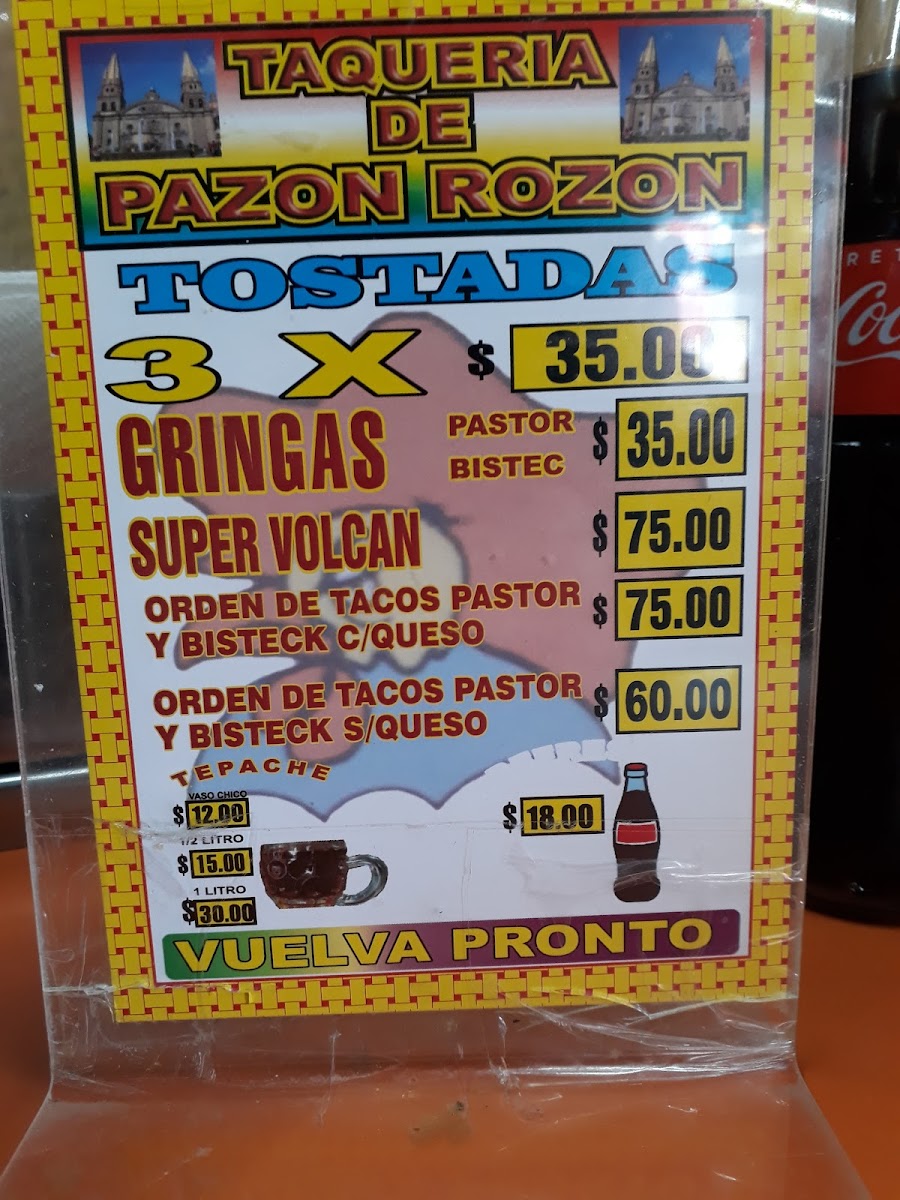 TAQUERIA
DE
PAZON ROZON
TOSTADAS
3 X $ 35.00
GRINGAS PASTOR BISTEC $ 35.00
SUPER VOLCAN $ 75.00
ORDEN DE TACOS PASTOR
Y BISTECK C/QUESO $ 75.00
ORDEN DE TACOS PASTOR
Y BISTECK S/QUESO $ 60.00
TEPACHE
VASO CHICO
$ 12.00
1/2 LITRO
$ 15.00
1 LITRO
$ 30.00
$ 18.00
VUELVA PRONTO